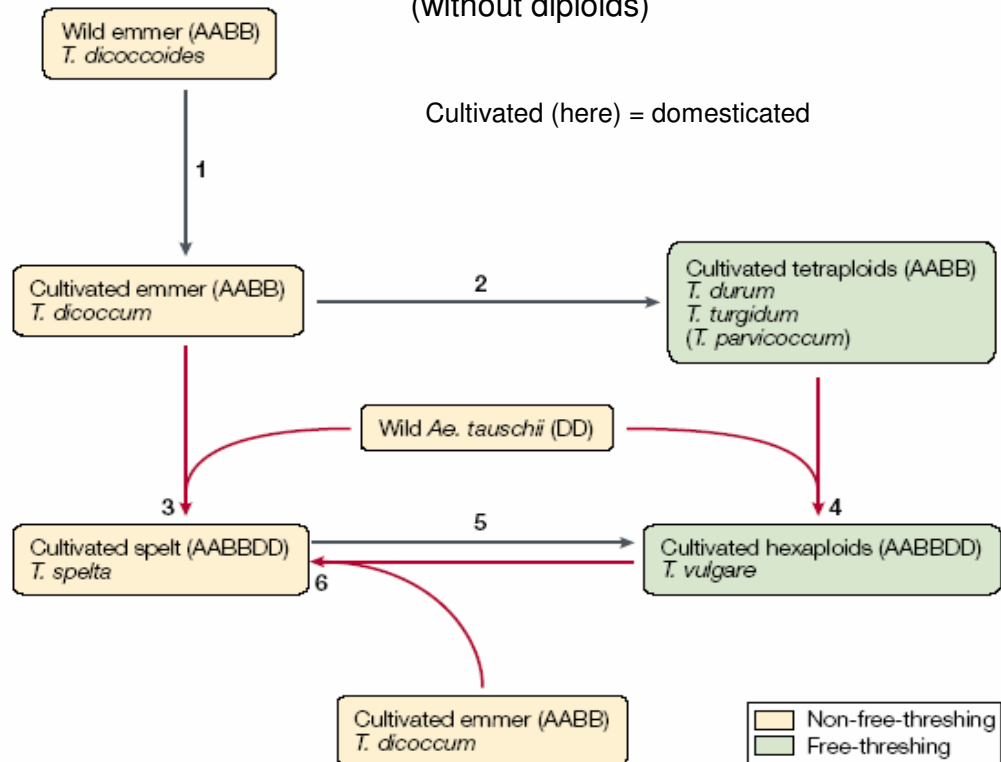 (without diploids)
Wild emmer (AABB)
T. dicoccoides
Cultivated (here) = domesticated
1
Cultivated emmer (AABB)
T. dicoccum
2
Cultivated tetraploids (AABB)
T. durum
T. turgidum
(T. parvicoccum)
Wild Ae. tauschii (DD)
3
4
Cultivated spelt (AABBDD)
T. spelta
5
6
Cultivated hexaploids (AABBDD)
T. vulgare
Cultivated emmer (AABB)
T. dicoccum
Non-free-threshing
Free-threshing